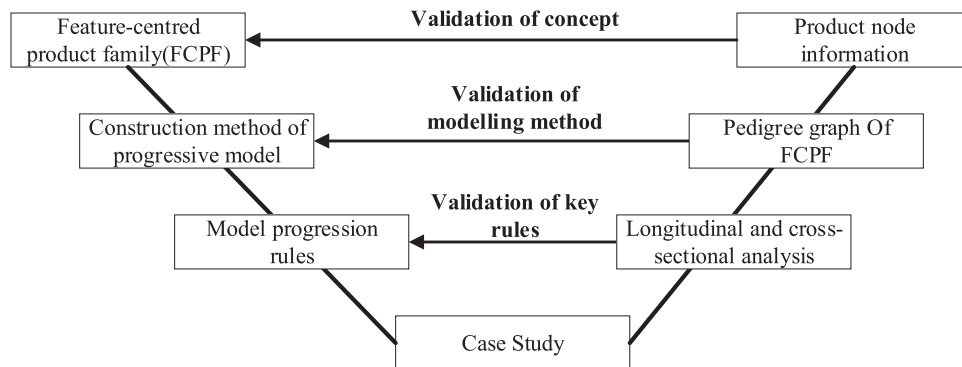 Validation of concept
Feature-centred
product family(FCPF)
Product node
information
Validation of
modelling method
Construction method of
progressive model
Pedigree graph Of
FCPF
Validation of key
rules
Model progression
rules
Longitudinal and cross-
sectional analysis
Case Study